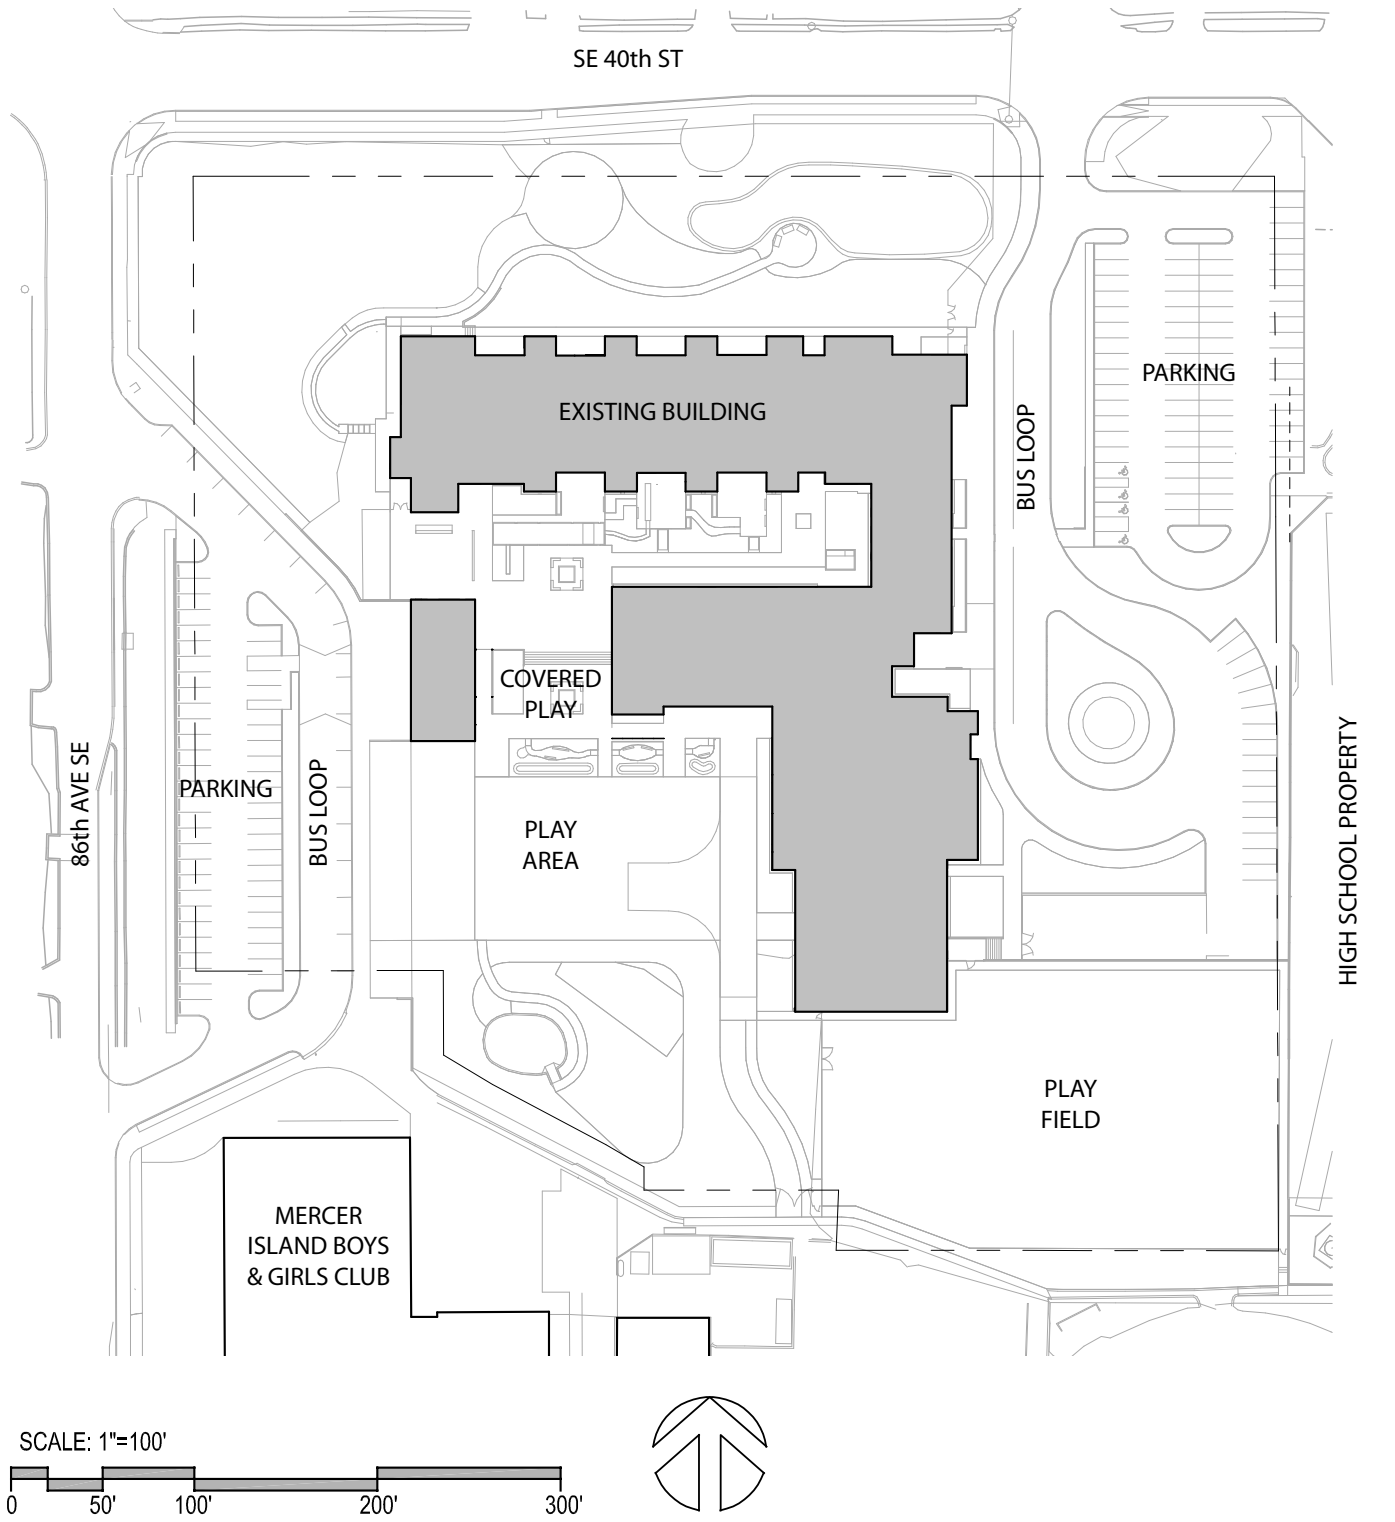 SE 40th ST
EXISTING BUILDING
PARKING
BUS LOOP
COVERED
PLAY
86th AVE SE
PARKING
BUS LOOP
PLAY
AREA
HIGH SCHOOL PROPERTY
PLAY
FIELD
MERCER
ISLAND BOYS
& GIRLS CLUB
SCALE: 1"=100'
0 50' 100' 200' 300'